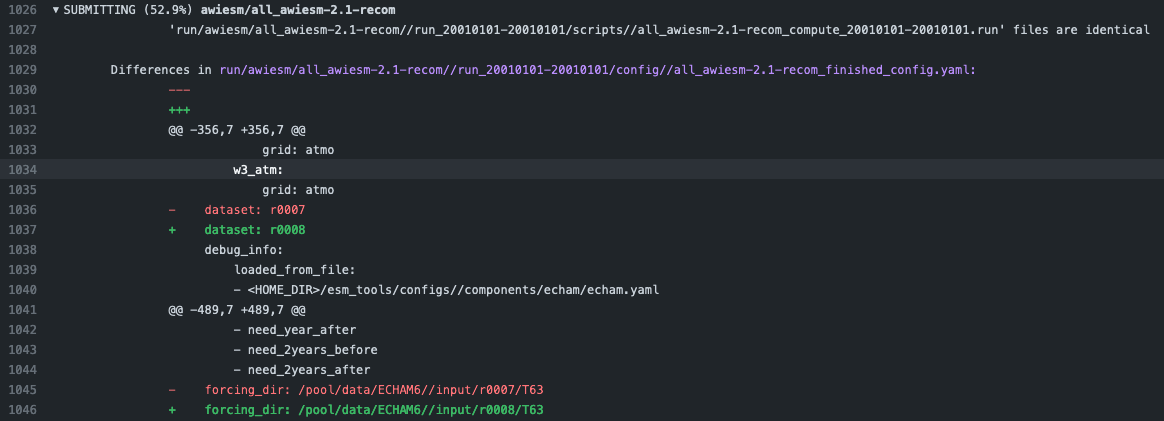 1026 ▼ SUBMITTING (52.9%) awiesm/all_awiesm-2.1-recom
1027 'run/awiesm/all_awiesm-2.1-recom//run_20010101-20010101/scripts//all_awiesm-2.1-recom_compute_20010101-20010101.run' files are identical
1028
1029 Differences in run/awiesm/all_awiesm-2.1-recom//run_20010101-20010101/config//all_awiesm-2.1-recom_finished_config.yaml:
1030 ---
1031 +++
1032 @@ -356,7 +356,7 @@
1033 grid: atmo
1034 w3_atm:
1035 grid: atmo
1036 - dataset: r0007
1037 + dataset: r0008
1038 debug_info:
1039 loaded_from_file:
1040 - <HOME_DIR>/esm_tools/configs//components/echam/echam.yaml
1041 @@ -489,7 +489,7 @@
1042 - need_year_after
1043 - need_2years_before
1044 - need_2years_after
1045 - forcing_dir: /pool/data/ECHAM6//input/r0007/T63
1046 + forcing_dir: /pool/data/ECHAM6//input/r0008/T63